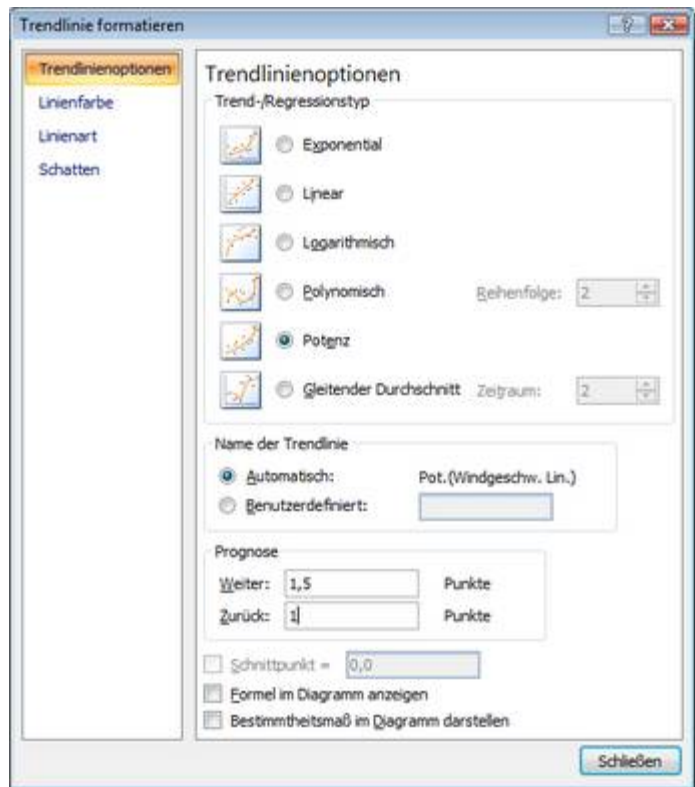 Trendlinie formatieren
Trendlinienoptionen
Linienfarbe
Linienart
Schatten
Trendlinienoptionen
Trend-/Regressionstyp
Exponential
Linear
Logarithmisch
Polynomisch Reihenfolge: 2
Potenz
Gleitender Durchschnitt Zeitraum: 2
Name der Trendlinie
Automatisch: Pot.(Windgeschw. Lin.)
Benutzerdefiniert:
Prognose
Weiter: 1,5 Punkte
Zurück: 1 Punkte
Schnittpunkt = 0,0
Formel im Diagramm anzeigen
Bestimmtheitsmaß im Diagramm darstellen
Schließen